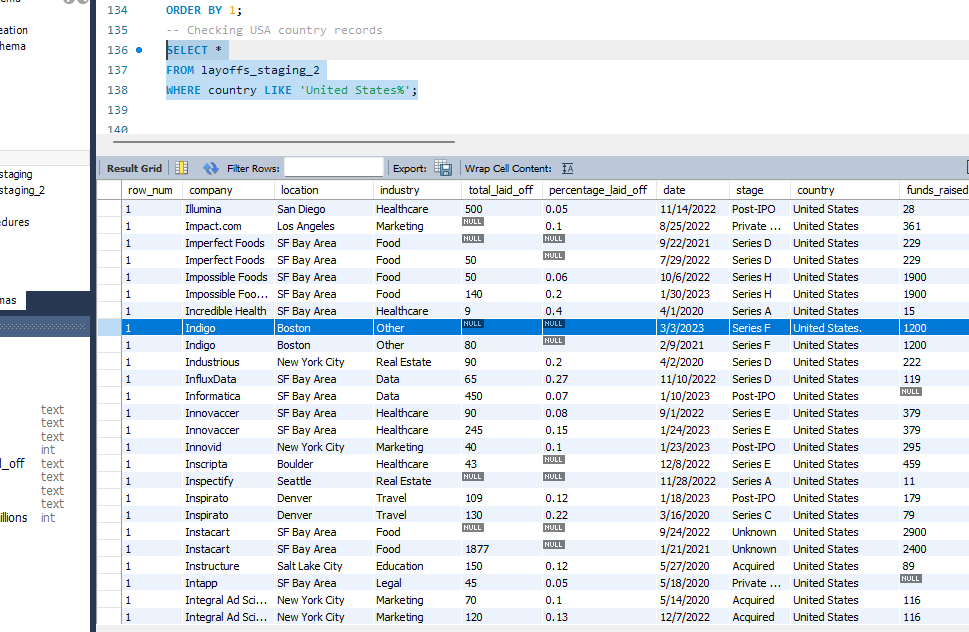 134 ORDER BY 1;
135 -- Checking USA country records
136 SELECT *
137 FROM layoffs_staging_2
138 WHERE country LIKE 'United States%';
139
140
eation
hema
staging
staging_2
edures
mas
text
text
text
int
l_off text
text
text
text
illions int
Result Grid Filter Rows: Export: Wrap Cell Content: IA
row_num company location industry total_laid_off percentage_laid_off date stage country funds_raised
1 Illumina San Diego Healthcare 500 0.05 11/14/2022 Post-IPO United States 28
1 Impact.com Los Angeles Marketing NULL 0.1 8/25/2022 Private ... United States 361
1 Imperfect Foods SF Bay Area Food NULL NULL 9/22/2021 Series D United States 229
1 Imperfect Foods SF Bay Area Food 50 NULL 7/29/2022 Series D United States 229
1 Impossible Foods SF Bay Area Food 50 0.06 10/6/2022 Series H United States 1900
1 Impossible Foo... SF Bay Area Food 140 0.2 1/30/2023 Series H United States 1900
1 Incredible Health SF Bay Area Healthcare 9 0.4 4/1/2020 Series A United States 15
1 Indigo Boston Other NULL NULL 3/3/2023 Series F United States. 1200
1 Indigo Boston Other 80 NULL 2/9/2021 Series F United States 1200
1 Industrious New York City Real Estate 90 0.2 4/2/2020 Series D United States 222
1 InfluxData SF Bay Area Data 65 0.27 11/10/2022 Series D United States 119
1 Informatica SF Bay Area Data 450 0.07 1/10/2023 Post-IPO United States NULL
1 Innovaccer SF Bay Area Healthcare 90 0.08 9/1/2022 Series E United States 379
1 Innovaccer SF Bay Area Healthcare 245 0.15 1/24/2023 Series E United States 379
1 Innovid New York City Marketing 40 0.1 1/23/2023 Post-IPO United States 295
1 Inscripta Boulder Healthcare 43 NULL 12/8/2022 Series E United States 459
1 Inspectify Seattle Real Estate NULL NULL 11/28/2022 Series A United States 11
1 Inspirato Denver Travel 109 0.12 1/18/2023 Post-IPO United States 179
1 Inspirato Denver Travel 130 0.22 3/16/2020 Series C United States 79
1 Instacart SF Bay Area Food NULL NULL 9/24/2022 Unknown United States 2900
1 Instacart SF Bay Area Food 1877 NULL 1/21/2021 Unknown United States 2400
1 Instructure Salt Lake City Education 150 0.12 5/27/2020 Acquired United States 89
1 Intapp SF Bay Area Legal 45 0.05 5/18/2020 Private ... United States NULL
1 Integral Ad Sci... New York City Marketing 70 0.1 5/14/2020 Acquired United States 116
1 Integral Ad Sci... New York City Marketing 120 0.13 12/7/2022 Acquired United States 116